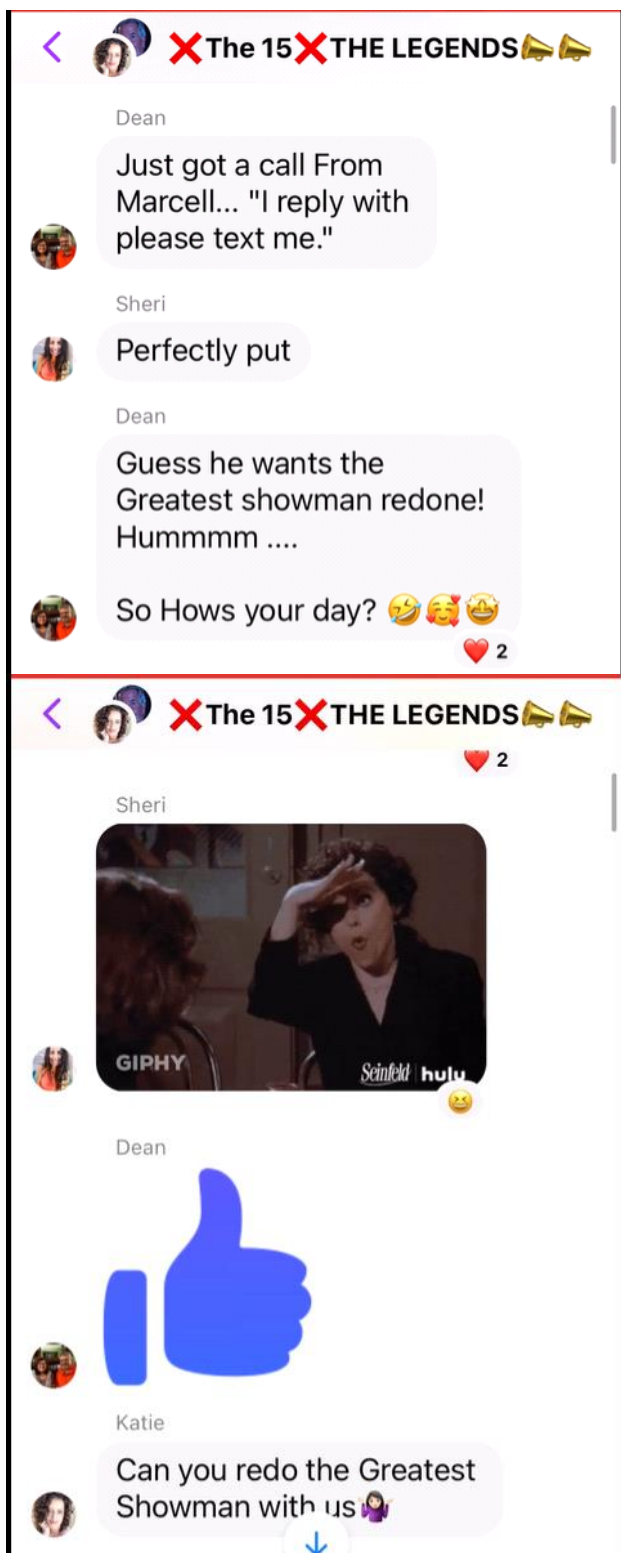 ❌The 15❌THE LEGENDS📣📣
Dean
Just got a call From
Marcell... "I reply with
please text me."
Sheri
Perfectly put
Dean
Guess he wants the
Greatest showman redone!
Hummmm ....
So Hows your day? 🤣🥰🤩
❤️ 2
❌The 15❌THE LEGENDS📣📣
❤️ 2
Sheri
GIPHY
Seinfeld hulu
Dean
Katie
Can you redo the Greatest
Showman with us🤷🏻‍♀️